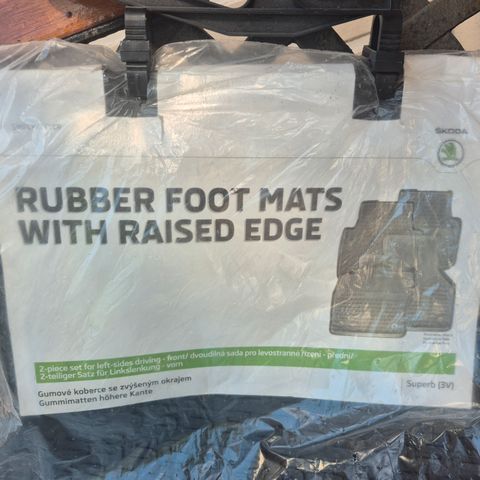 ŠKODA
RUBBER FOOT MATS
WITH RAISED EDGE
2-piece set for left-sides driving - front/ dvoudílná sada pro levostranné řízení - přední/
2-teiliger Satz für Linkslenkung - vorn
Gumové koberce se zvýšeným okrajem
Gummimatten höhere Kante
Superb (3V)